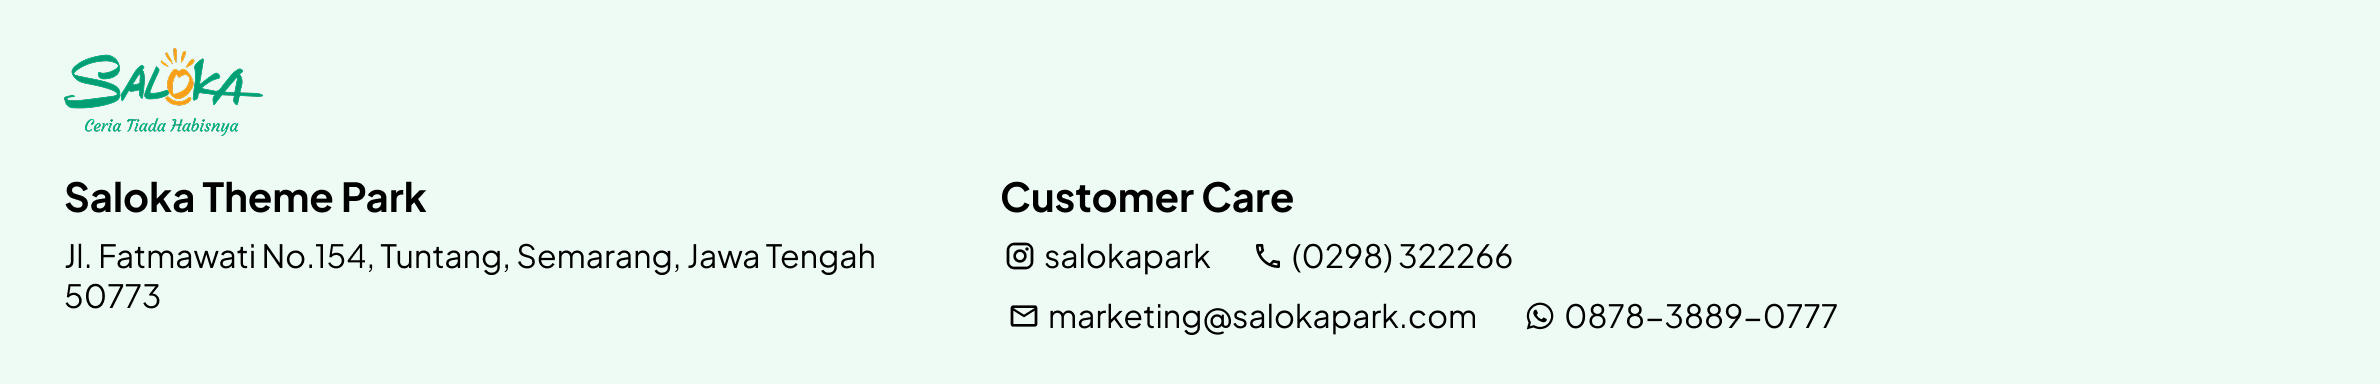 SALOKA
Ceria Tiada Habisnya
Saloka Theme Park
Jl. Fatmawati No.154, Tuntang, Semarang, Jawa Tengah
50773
Customer Care
salokapark (0298) 322266
marketing@salokapark.com 0878-3889-0777